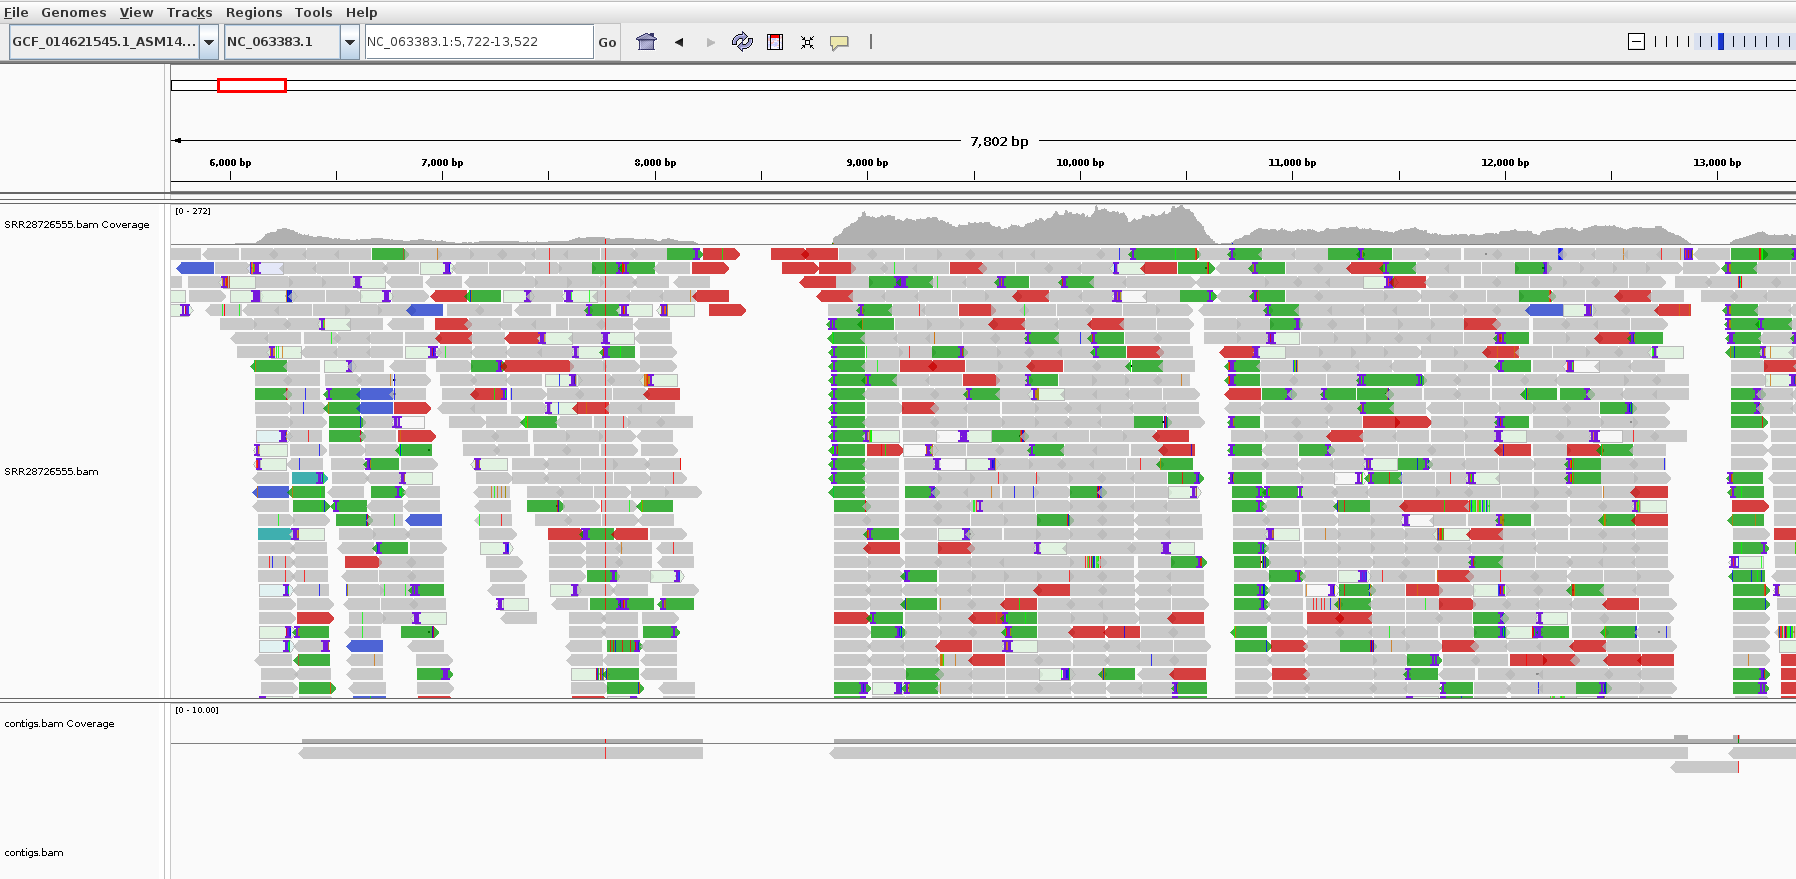 File Genomes View Tracks Regions Tools Help
GCF_014621545.1_ASM14... NC_063383.1 NC_063383.1:5,722-13,522 Go
7,802 bp
6,000 bp 7,000 bp 8,000 bp 9,000 bp 10,000 bp 11,000 bp 12,000 bp 13,000 bp
[0 - 272]
SRR28726555.bam Coverage
SRR28726555.bam
[0 - 10.00]
contigs.bam Coverage
contigs.bam